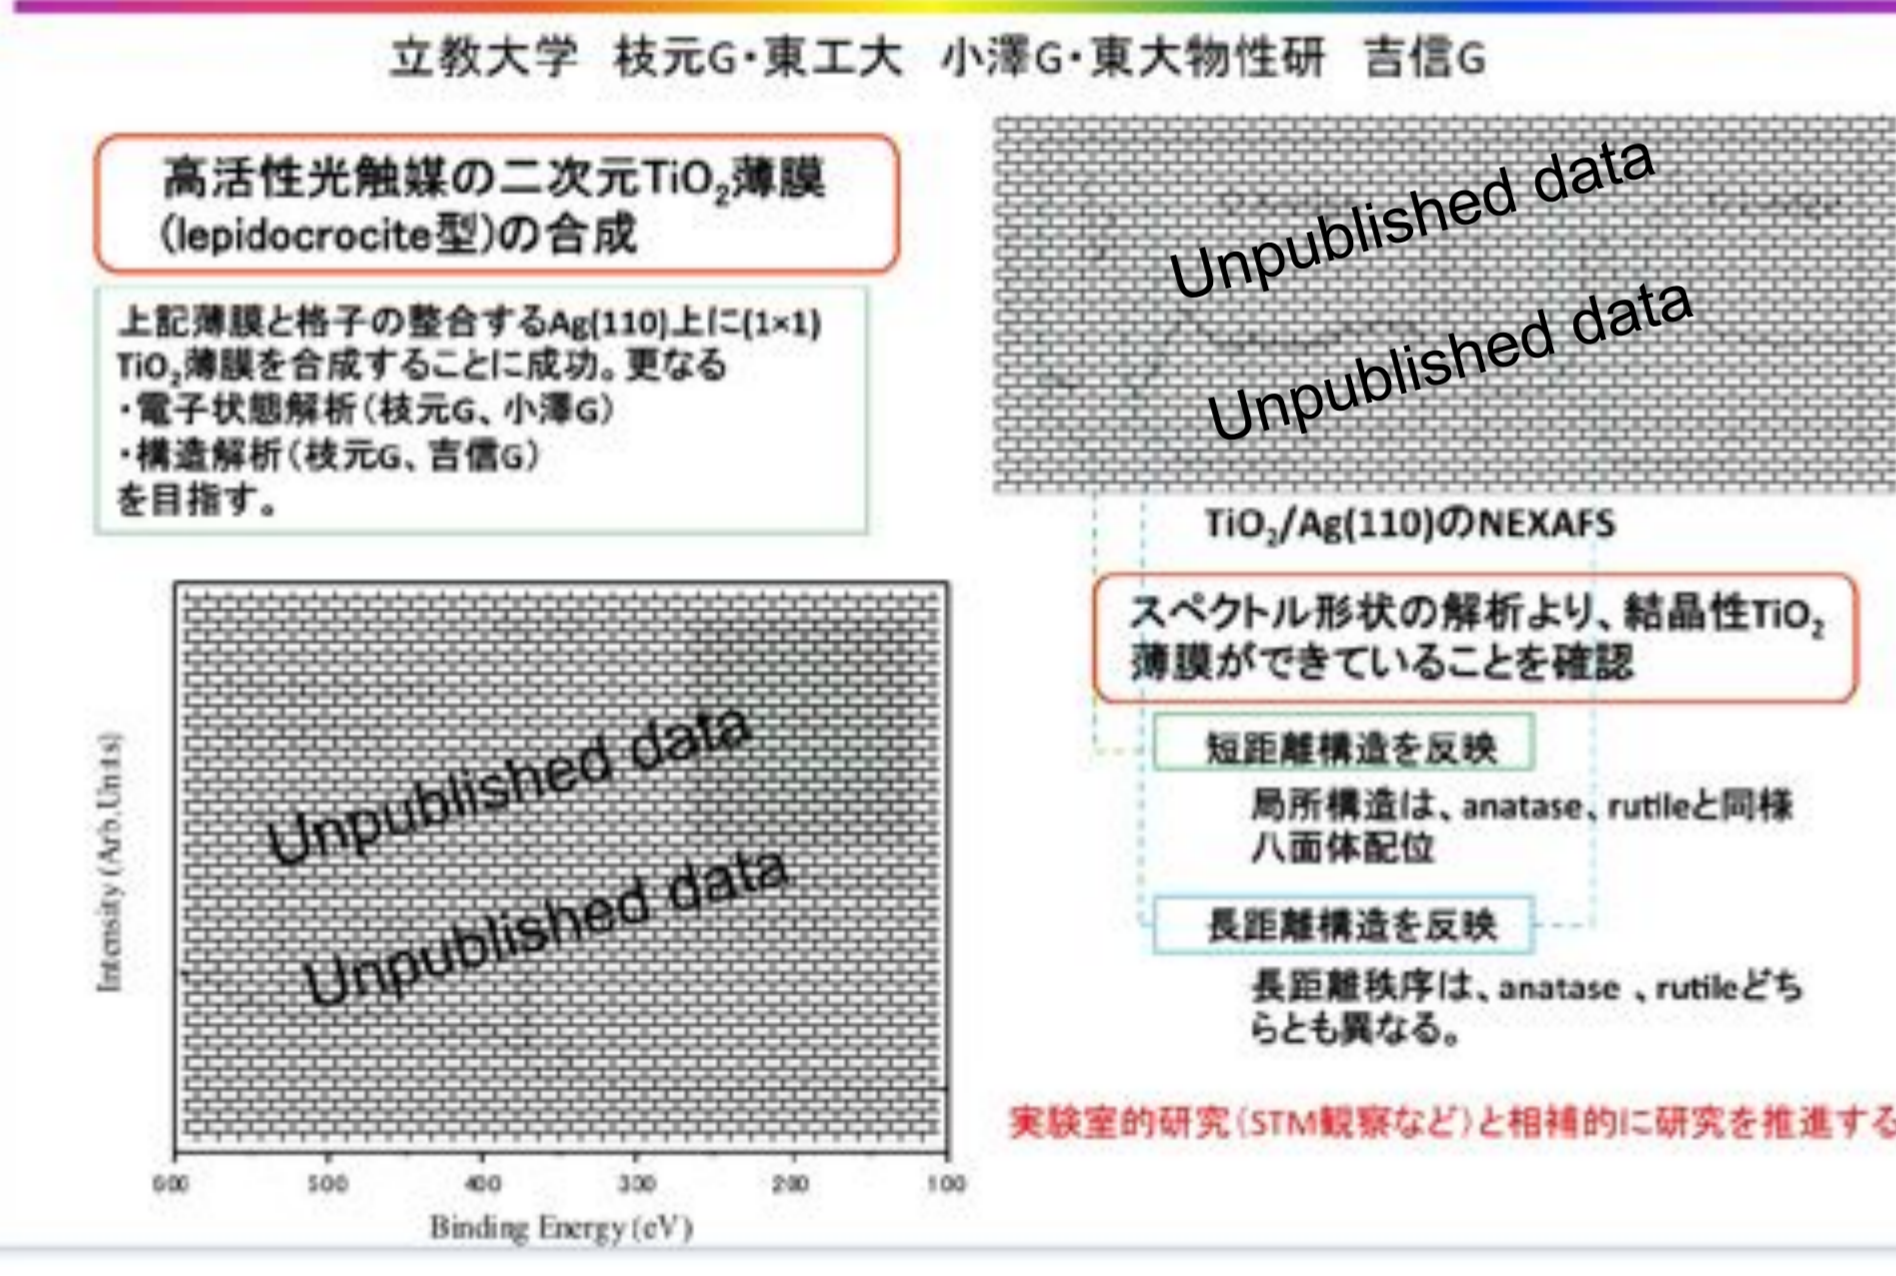 立教大学　枝元G・東工大　小澤G・東大物性研　吉信G
高活性光触媒の二次元TiO₂薄膜
(lepidocrocite型)の合成
上記薄膜と格子の整合するAg(110)上に(1×1)
TiO₂薄膜を合成することに成功。更なる
・電子状態解析（枝元G、小澤G）
・構造解析（枝元G、吉信G）
を目指す。
Unpublished data
Unpublished data
Intensity (Arb.Units)
600 500 400 300 200 100
Binding Energy (eV)
Unpublished data
Unpublished data
TiO₂/Ag(110)のNEXAFS
スペクトル形状の解析より、結晶性TiO₂
薄膜ができていることを確認
短距離構造を反映
局所構造は、anatase、rutileと同様
八面体配位
長距離構造を反映
長距離秩序は、anatase 、rutileどち
らとも異なる。
実験室的研究（STM観察など）と相補的に研究を推進する